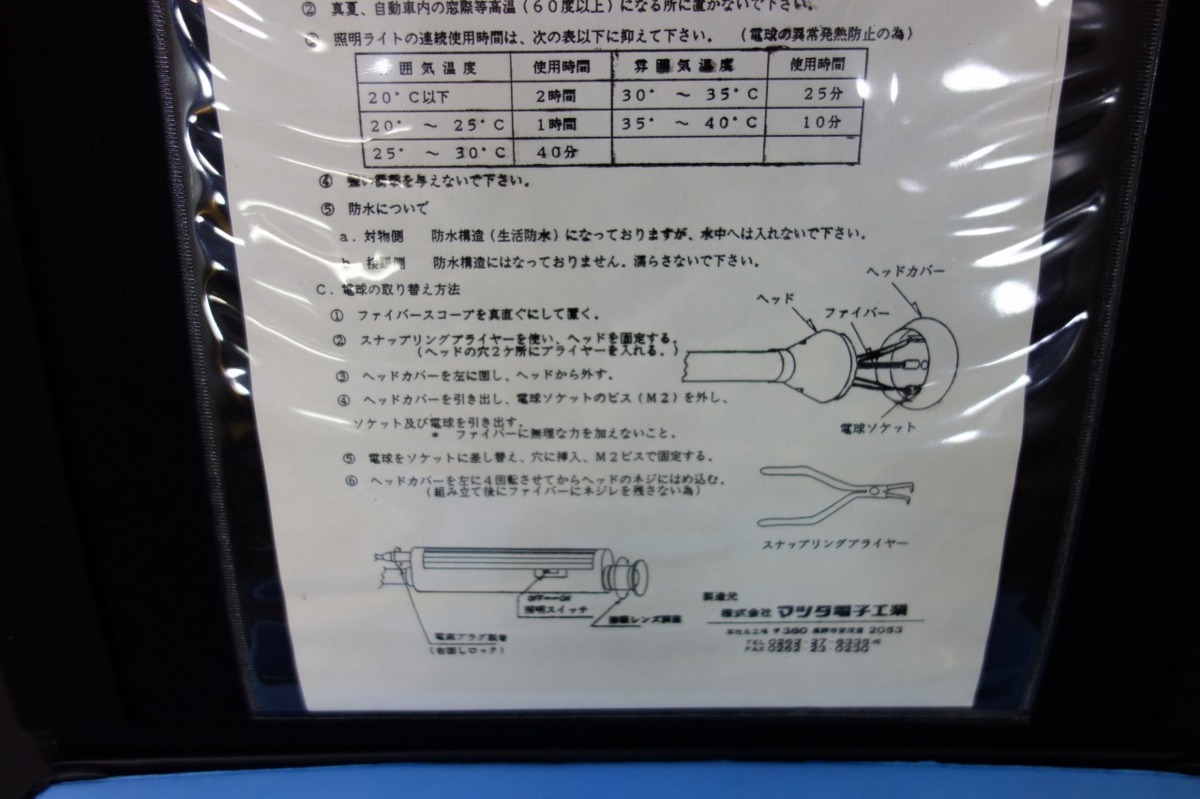 ② 真夏、自動車内の窓際等高温(60度以上)になる所に置かないで下さい。
照明ライトの連続使用時間は、次の表以下に抑えて下さい。 (電球の異常発熱防止の為)
囲気温度 使用時間 雰囲気温度 使用時間
20°C以下 2時間 30° ~ 35°C 25分
20° ~ 25°C 1時間 35° ~ 40°C 10分
25° ~ 30°C 40分
④ 強い衝撃を与えないで下さい。
⑤ 防水について
a. 対物側 防水構造(生活防水)になっておりますが、水中へは入れないで下さい。
b. 接眼側 防水構造にはなっておりません。濡らさないで下さい。
C. 電球の取り替え方法
① ファイバースコープを真直ぐにして置く。
② スナップリングプライヤーを使い、ヘッドを固定する。
(ヘッドの穴2ケ所にプライヤーを入れる。)
③ ヘッドカバーを左に回し、ヘッドから外す。
④ ヘッドカバーを引き出し、電球ソケットのビス(M2)を外し、
ソケット及び電球を引き出す。
* ファイバーに無理な力を加えないこと。
⑤ 電球をソケットに差し替え、穴に挿入、M2ビスで固定する。
⑥ ヘッドカバーを左に4回転させてからヘッドのネジにはめ込む。
(組み立て後にファイバーにネジレを残さない為)
ヘッドカバー
ヘッド
ファイバー
電球ソケット
スナップリングプライヤー
OFF ON
照明スイッチ
接眼レンズ調整
電源プラグ脱着
(右回しロック)
製造元
株式会社 マツダ電子工業
〒380 2053
TEL 0262-27-6335
FAX 0262-23-0230